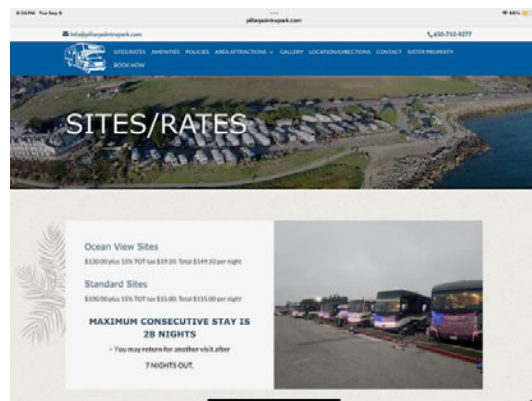 8:34 PM Tue Sep 9
pillarpointrvpark.com
88%
info@pillarpointrvpark.com
650-712-9277
SITES/RATES AMENITIES POLICIES AREA ATTRACTIONS GALLERY LOCATION/DIRECTIONS CONTACT SISTER PROPERTY
BOOK NOW
SITES/RATES
Ocean View Sites
$130.00 plus 15% TOT tax $19.50. Total $149.50 per night
Standard Sites
$100.00 plus 15% TOT tax $15.00. Total $115.00 per night
MAXIMUM CONSECUTIVE STAY IS
28 NIGHTS
– You may return for another visit after
7 NIGHTS OUT.